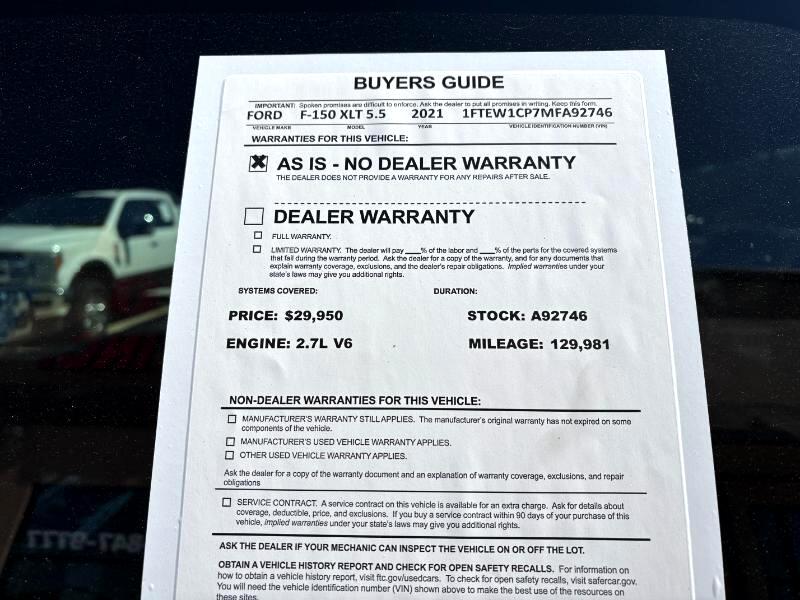 BUYERS GUIDE
IMPORTANT: Spoken promises are difficult to enforce. Ask the dealer to put all promises in writing. Keep this form.
FORD F-150 XLT 5.5 2021 1FTEW1CP7MFA92746
VEHICLE MAKE MODEL YEAR VEHICLE IDENTIFICATION NUMBER (VIN)
WARRANTIES FOR THIS VEHICLE:
AS IS - NO DEALER WARRANTY
THE DEALER DOES NOT PROVIDE A WARRANTY FOR ANY REPAIRS AFTER SALE.
DEALER WARRANTY
FULL WARRANTY.
LIMITED WARRANTY. The dealer will pay ___% of the labor and ___% of the parts for the covered systems
that fail during the warranty period. Ask the dealer for a copy of the warranty, and for any documents that
explain warranty coverage, exclusions, and the dealer's repair obligations. Implied warranties under your
state's laws may give you additional rights.
SYSTEMS COVERED: DURATION:
PRICE: $29,950 STOCK: A92746
ENGINE: 2.7L V6 MILEAGE: 129,981
NON-DEALER WARRANTIES FOR THIS VEHICLE:
MANUFACTURER'S WARRANTY STILL APPLIES. The manufacturer's original warranty has not expired on some
components of the vehicle.
MANUFACTURER'S USED VEHICLE WARRANTY APPLIES.
OTHER USED VEHICLE WARRANTY APPLIES.
Ask the dealer for a copy of the warranty document and an explanation of warranty coverage, exclusions, and repair
obligations
SERVICE CONTRACT. A service contract on this vehicle is available for an extra charge. Ask for details about
coverage, deductible, price, and exclusions. If you buy a service contract within 90 days of your purchase of this
vehicle, implied warranties under your state's laws may give you additional rights.
ASK THE DEALER IF YOUR MECHANIC CAN INSPECT THE VEHICLE ON OR OFF THE LOT.
OBTAIN A VEHICLE HISTORY REPORT AND CHECK FOR OPEN SAFETY RECALLS. For information on
how to obtain a vehicle history report, visit ftc.gov/usedcars. To check for open safety recalls, visit safercar.gov.
You will need the vehicle identification number (VIN) shown above to make the best use of the resources on
these sites.